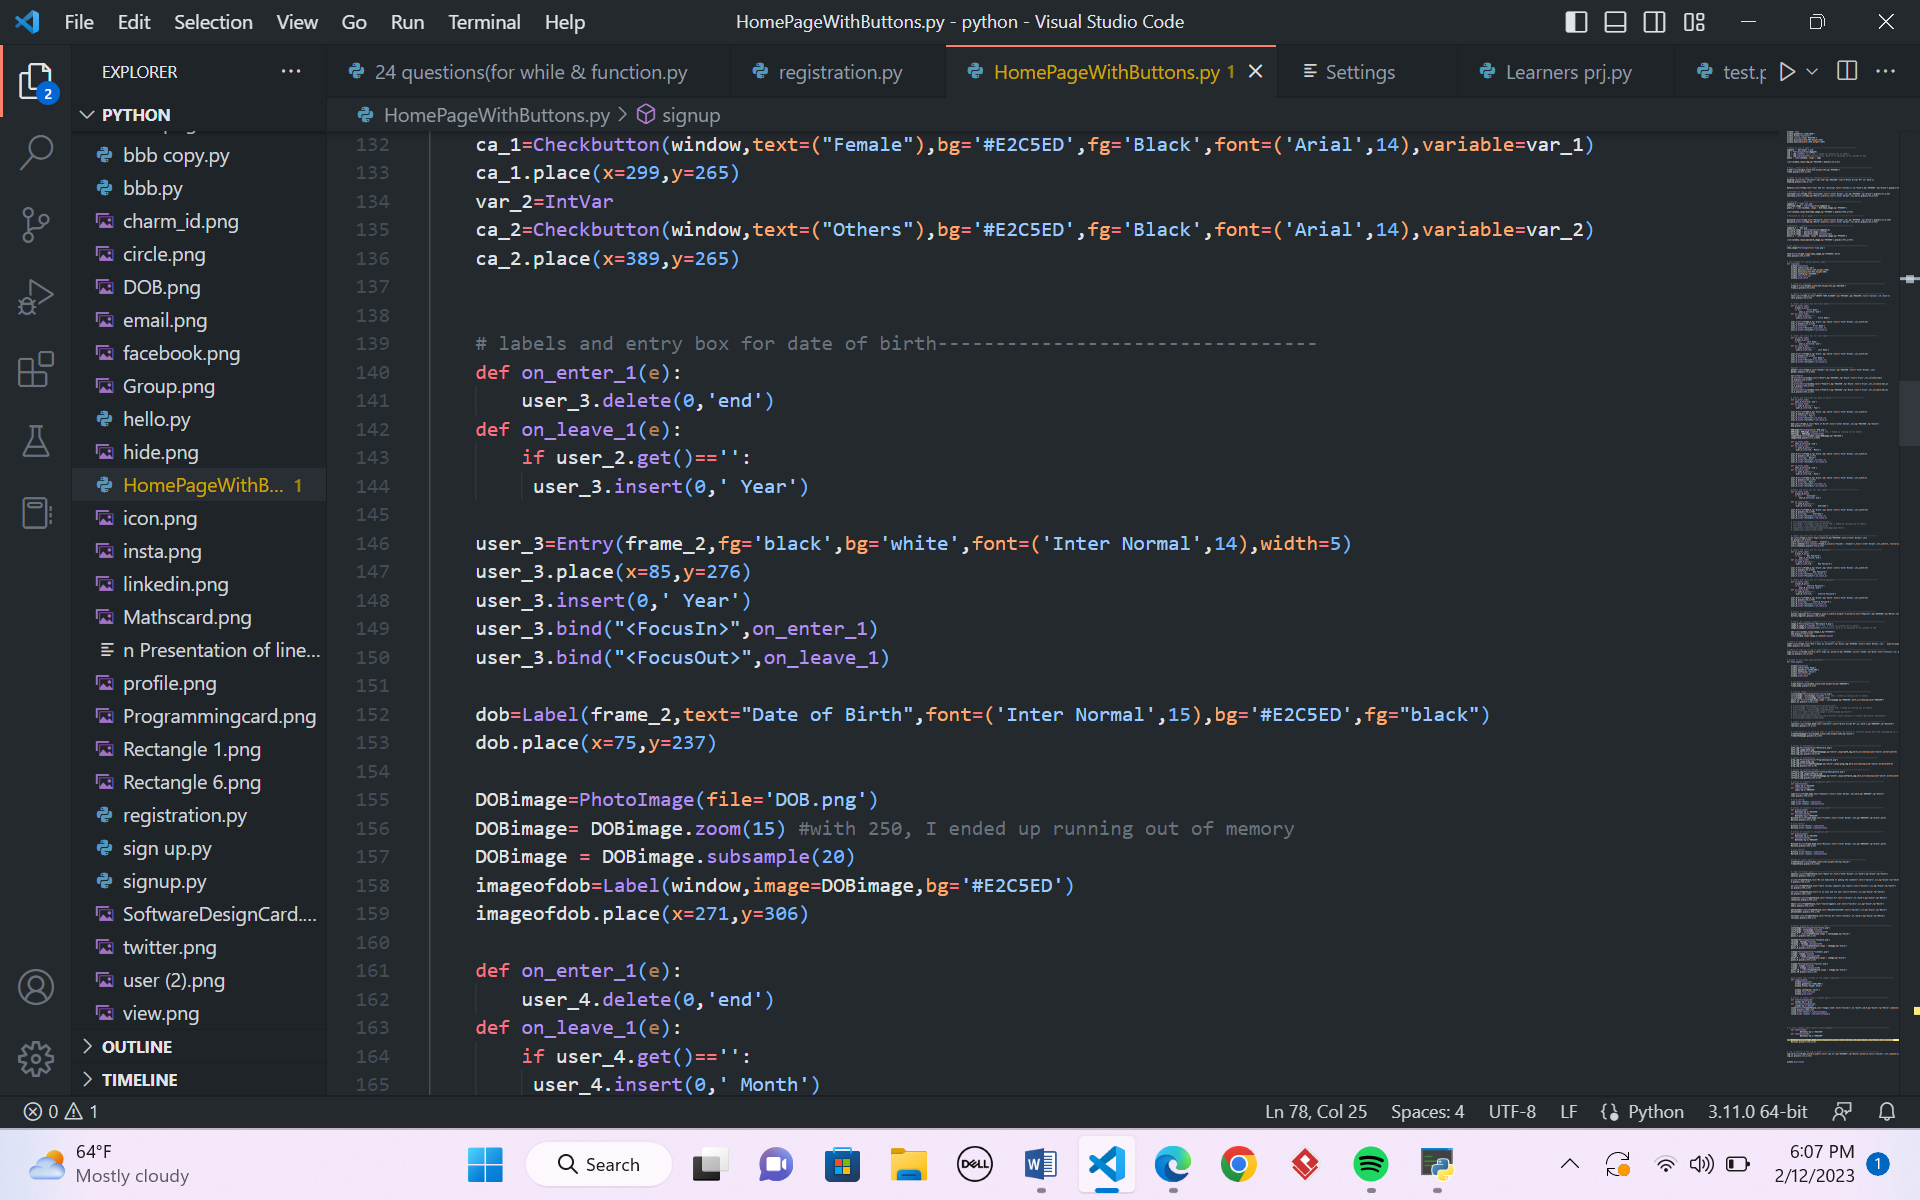 File Edit Selection View Go Run Terminal Help
HomePageWithButtons.py - python - Visual Studio Code
EXPLORER
24 questions(for while & function.py
registration.py
HomePageWithButtons.py 1
Settings
Learners prj.py
test.p
PYTHON
HomePageWithButtons.py > signup
2
bbb copy.py
bbb.py
charm_id.png
circle.png
DOB.png
email.png
facebook.png
Group.png
hello.py
hide.png
HomePageWithB... 1
icon.png
insta.png
linkedin.png
Mathscard.png
n Presentation of line...
profile.png
Programmingcard.png
Rectangle 1.png
Rectangle 6.png
registration.py
sign up.py
signup.py
SoftwareDesignCard....
twitter.png
user (2).png
view.png
OUTLINE
TIMELINE
132 ca_1=Checkbutton(window,text=("Female"),bg='#E2C5ED',fg='Black',font=('Arial',14),variable=var_1)
133 ca_1.place(x=299,y=265)
134 var_2=IntVar
135 ca_2=Checkbutton(window,text=("Others"),bg='#E2C5ED',fg='Black',font=('Arial',14),variable=var_2)
136 ca_2.place(x=389,y=265)
137
138
139 # labels and entry box for date of birth---------------------------------
140 def on_enter_1(e):
141 user_3.delete(0,'end')
142 def on_leave_1(e):
143 if user_2.get()=='':
144 user_3.insert(0,' Year')
145
146 user_3=Entry(frame_2,fg='black',bg='white',font=('Inter Normal',14),width=5)
147 user_3.place(x=85,y=276)
148 user_3.insert(0,' Year')
149 user_3.bind("<FocusIn>",on_enter_1)
150 user_3.bind("<FocusOut>",on_leave_1)
151
152 dob=Label(frame_2,text="Date of Birth",font=('Inter Normal',15),bg='#E2C5ED',fg="black")
153 dob.place(x=75,y=237)
154
155 DOBimage=PhotoImage(file='DOB.png')
156 DOBimage= DOBimage.zoom(15) #with 250, I ended up running out of memory
157 DOBimage = DOBimage.subsample(20)
158 imageofdob=Label(window,image=DOBimage,bg='#E2C5ED')
159 imageofdob.place(x=271,y=306)
160
161 def on_enter_1(e):
162 user_4.delete(0,'end')
163 def on_leave_1(e):
164 if user_4.get()=='':
165 user_4.insert(0,' Month')
0 1
Ln 78, Col 25 Spaces: 4 UTF-8 LF Python 3.11.0 64-bit
64°F
Mostly cloudy
Search
DELL
6:07 PM
2/12/2023
1